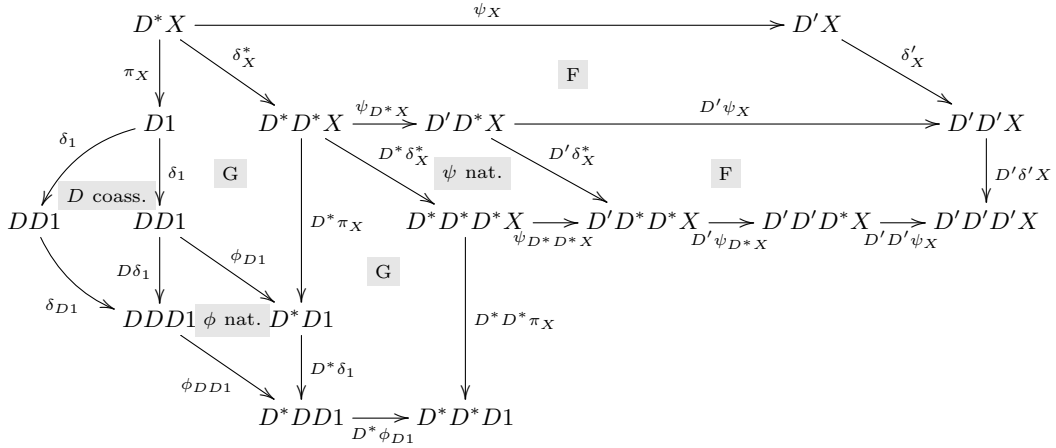 ψ_X
D*X D′X
π_X δ*_X δ′_X
F
ψ_{D*X} D′ψ_X
D1 D*D*X D′D*X D′D′X
δ_1 D*δ*_X D′δ*_X
δ_1 G ψ nat. F D′δ′X
D coass.
D*π_X
DD1 DD1 D*D*D*X D′D*D*X D′D′D*X D′D′D′X
ψ_{D*D*X} D′ψ_{D*X} D′D′ψ_X
φ_{D1}
δ_{D1} Dδ_1 G
DDD1 φ nat. D*D1 D*D*π_X
φ_{DD1} D*δ_1
D*DD1 D*D*D1
D*φ_{D1}